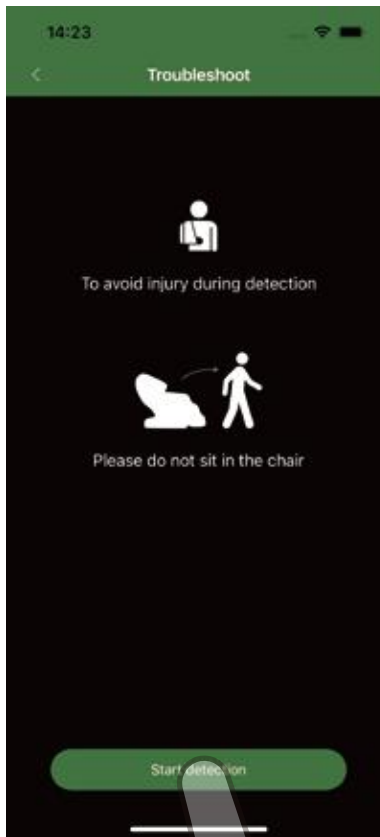 14:23
Troubleshoot
To avoid injury during detection
Please do not sit in the chair
Start detection